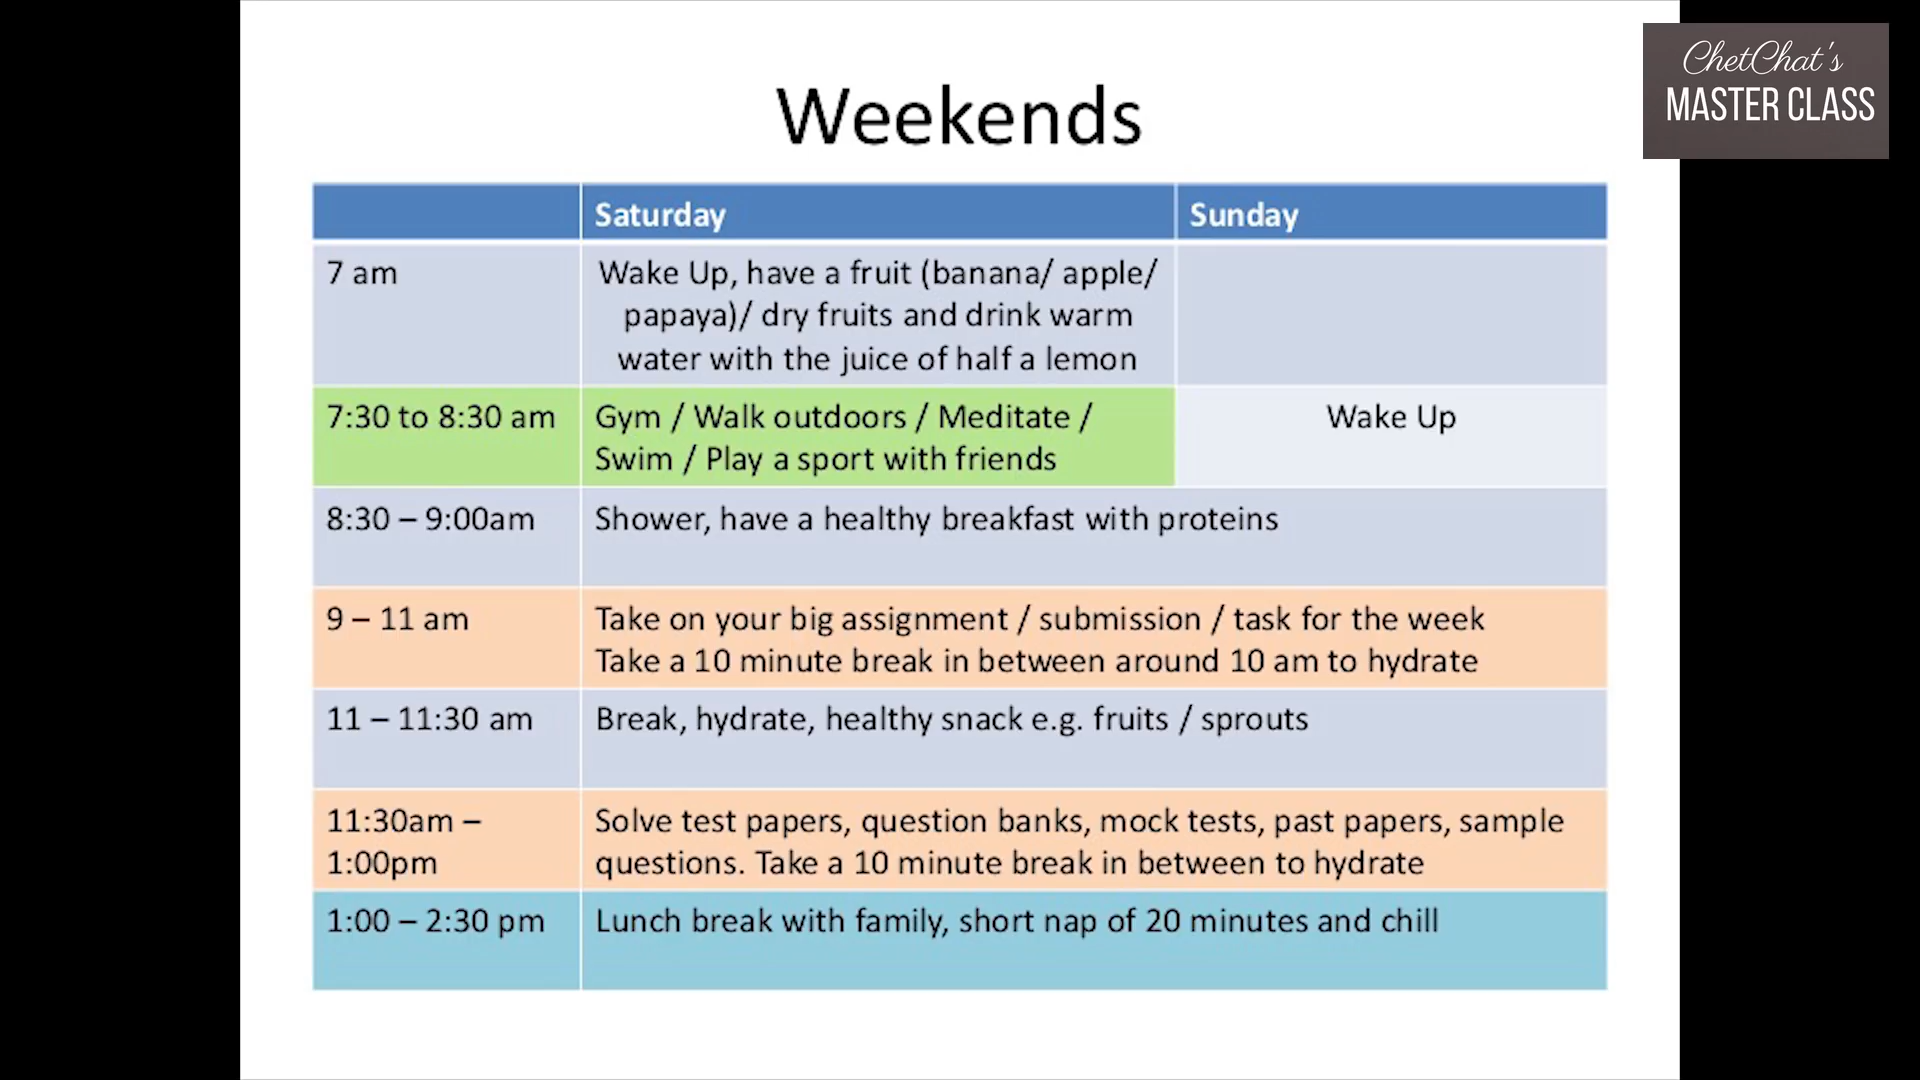 ChetChat's
MASTER CLASS
Weekends
Saturday
Sunday
7 am
Wake Up, have a fruit (banana/ apple/
papaya)/ dry fruits and drink warm
water with the juice of half a lemon
7:30 to 8:30 am
Gym / Walk outdoors / Meditate /
Swim / Play a sport with friends
Wake Up
8:30 – 9:00am
Shower, have a healthy breakfast with proteins
9 – 11 am
Take on your big assignment / submission / task for the week
Take a 10 minute break in between around 10 am to hydrate
11 – 11:30 am
Break, hydrate, healthy snack e.g. fruits / sprouts
11:30am –
1:00pm
Solve test papers, question banks, mock tests, past papers, sample
questions. Take a 10 minute break in between to hydrate
1:00 – 2:30 pm
Lunch break with family, short nap of 20 minutes and chill